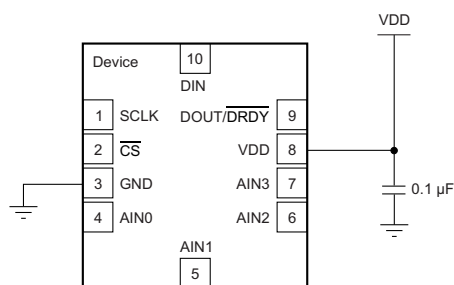 VDD
Device
10
DIN
1 SCLK DOUT/DRDY 9
2 CS VDD 8
3 GND AIN3 7
4 AIN0 AIN2 6
0.1 µF
AIN1
5